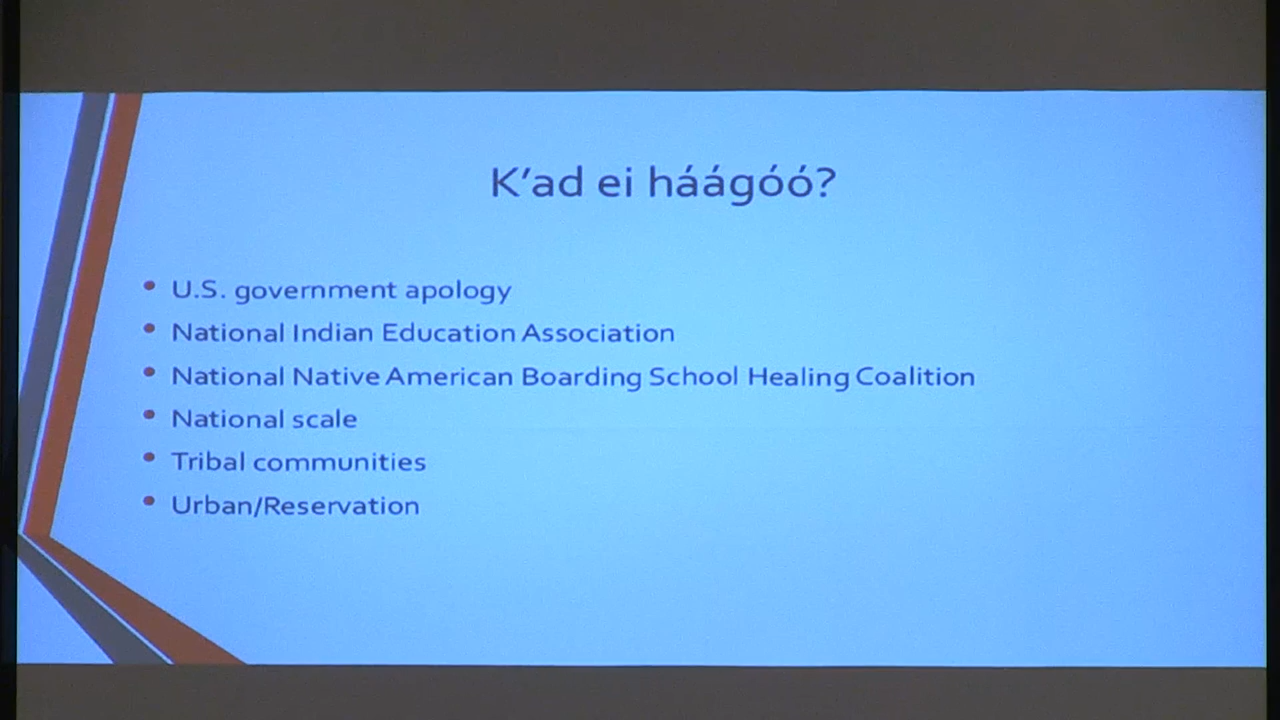 K'ad ei háágóó?
• U.S. government apology
• National Indian Education Association
• National Native American Boarding School Healing Coalition
• National scale
• Tribal communities
• Urban/Reservation